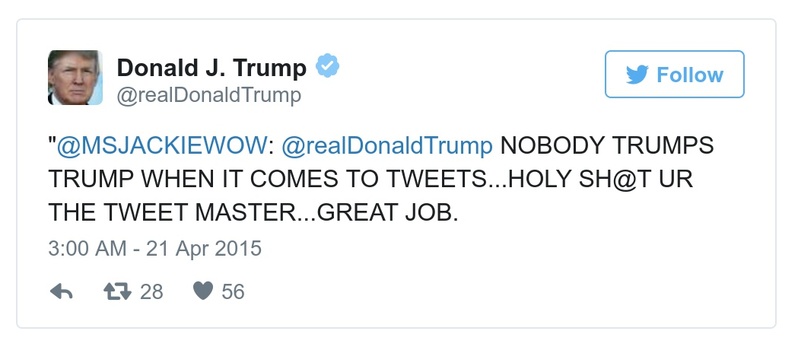 Donald J. Trump
@realDonaldTrump
Follow
"@MSJACKIEWOW: @realDonaldTrump NOBODY TRUMPS
TRUMP WHEN IT COMES TO TWEETS...HOLY SH@T UR
THE TWEET MASTER...GREAT JOB.
3:00 AM - 21 Apr 2015
28 56